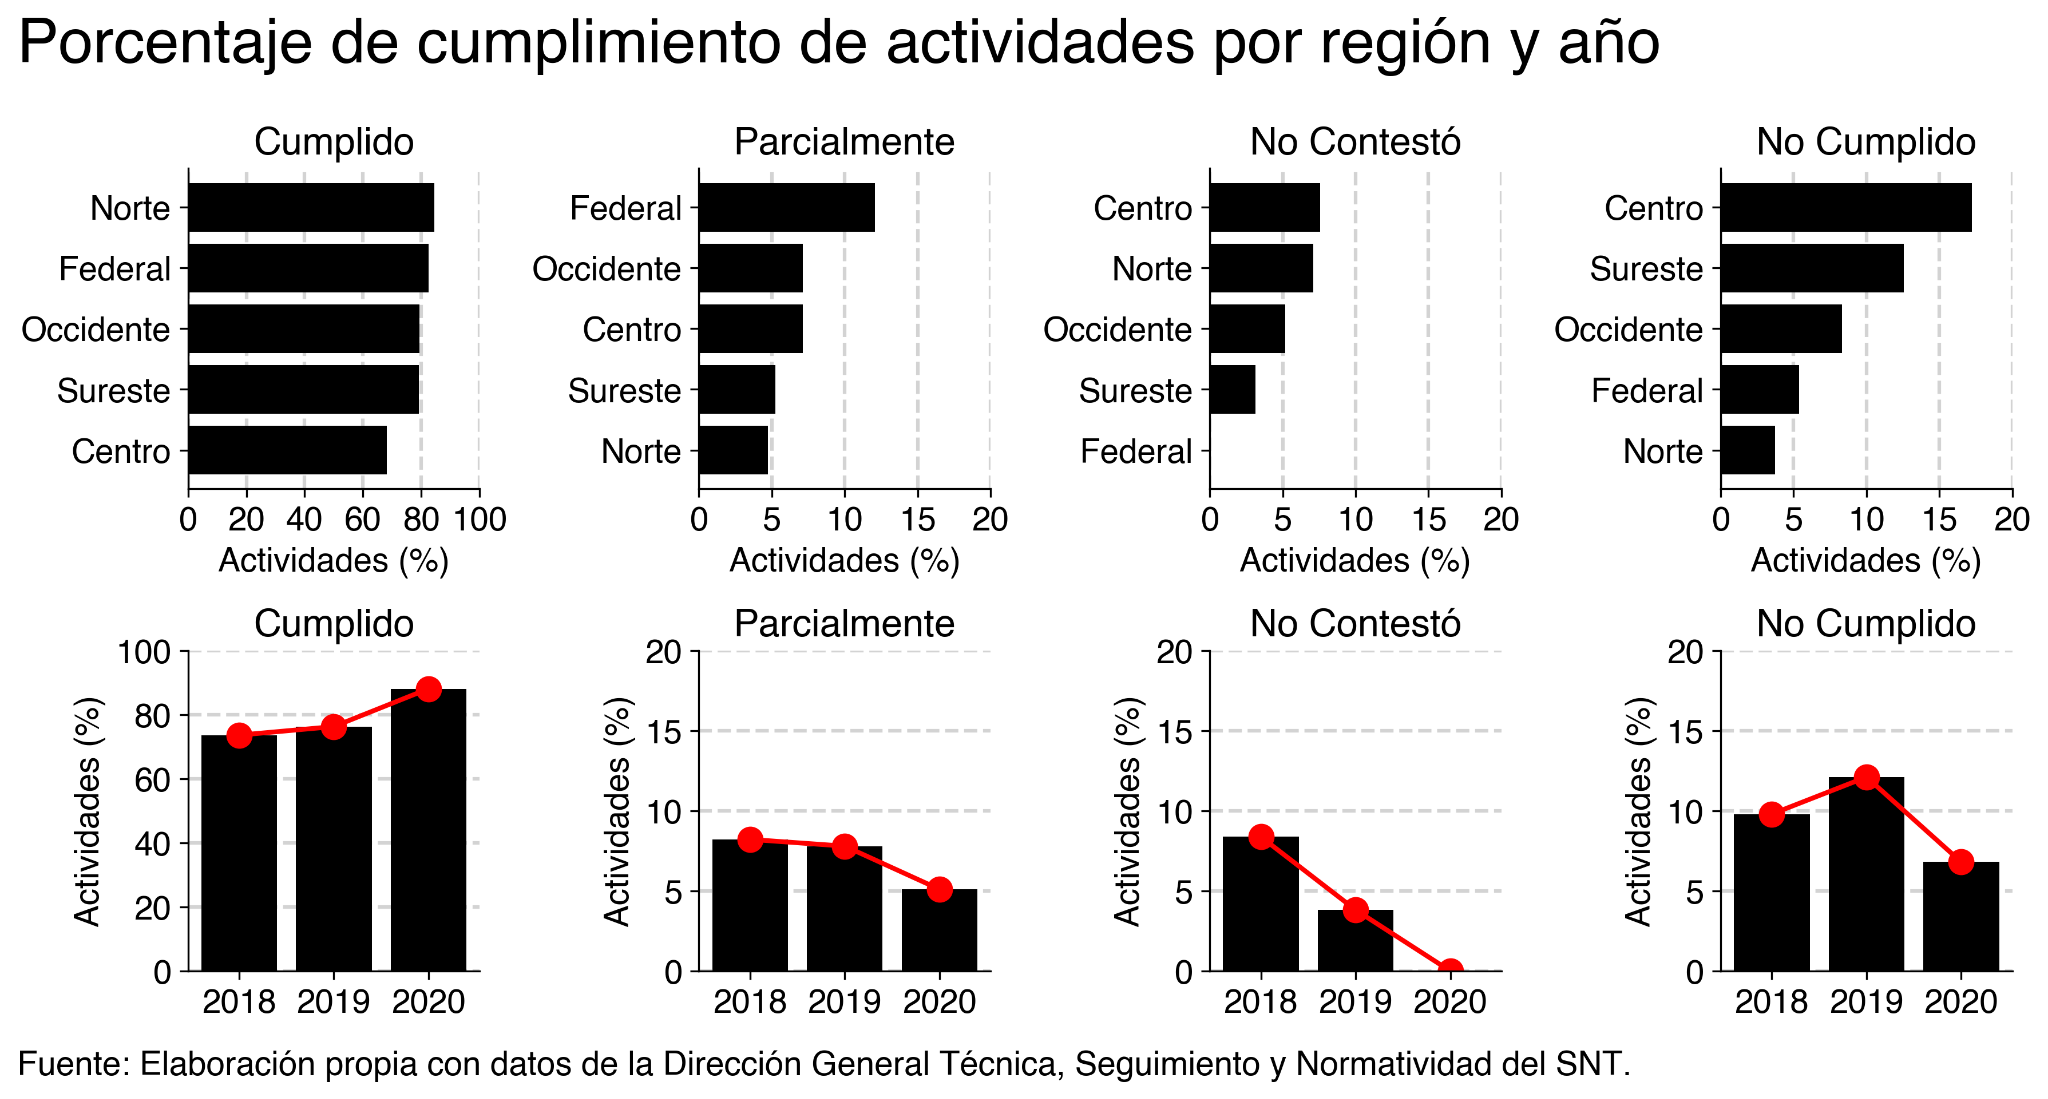 Porcentaje de cumplimiento de actividades por región y año
Cumplido
Norte
Federal
Occidente
Sureste
Centro
0 20 40 60 80 100
Actividades (%)
Parcialmente
Federal
Occidente
Centro
Sureste
Norte
0 5 10 15 20
Actividades (%)
No Contestó
Centro
Norte
Occidente
Sureste
Federal
0 5 10 15 20
Actividades (%)
No Cumplido
Centro
Sureste
Occidente
Federal
Norte
0 5 10 15 20
Actividades (%)
Cumplido
Actividades (%)
100
80
60
40
20
0
2018 2019 2020
Parcialmente
Actividades (%)
20
15
10
5
0
2018 2019 2020
No Contestó
Actividades (%)
20
15
10
5
0
2018 2019 2020
No Cumplido
Actividades (%)
20
15
10
5
0
2018 2019 2020
Fuente: Elaboración propia con datos de la Dirección General Técnica, Seguimiento y Normatividad del SNT.